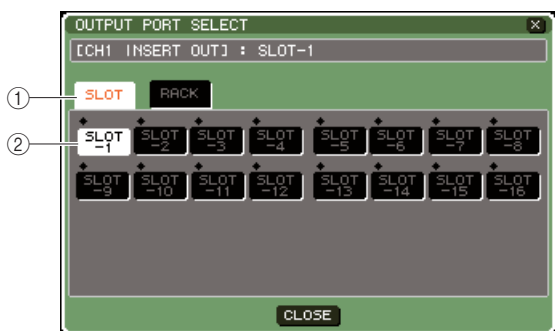 OUTPUT PORT SELECT X
[CH1 INSERT OUT] : SLOT-1
① SLOT RACK
② SLOT -1 SLOT -2 SLOT -3 SLOT -4 SLOT -5 SLOT -6 SLOT -7 SLOT -8
SLOT -9 SLOT -10 SLOT -11 SLOT -12 SLOT -13 SLOT -14 SLOT -15 SLOT -16
CLOSE